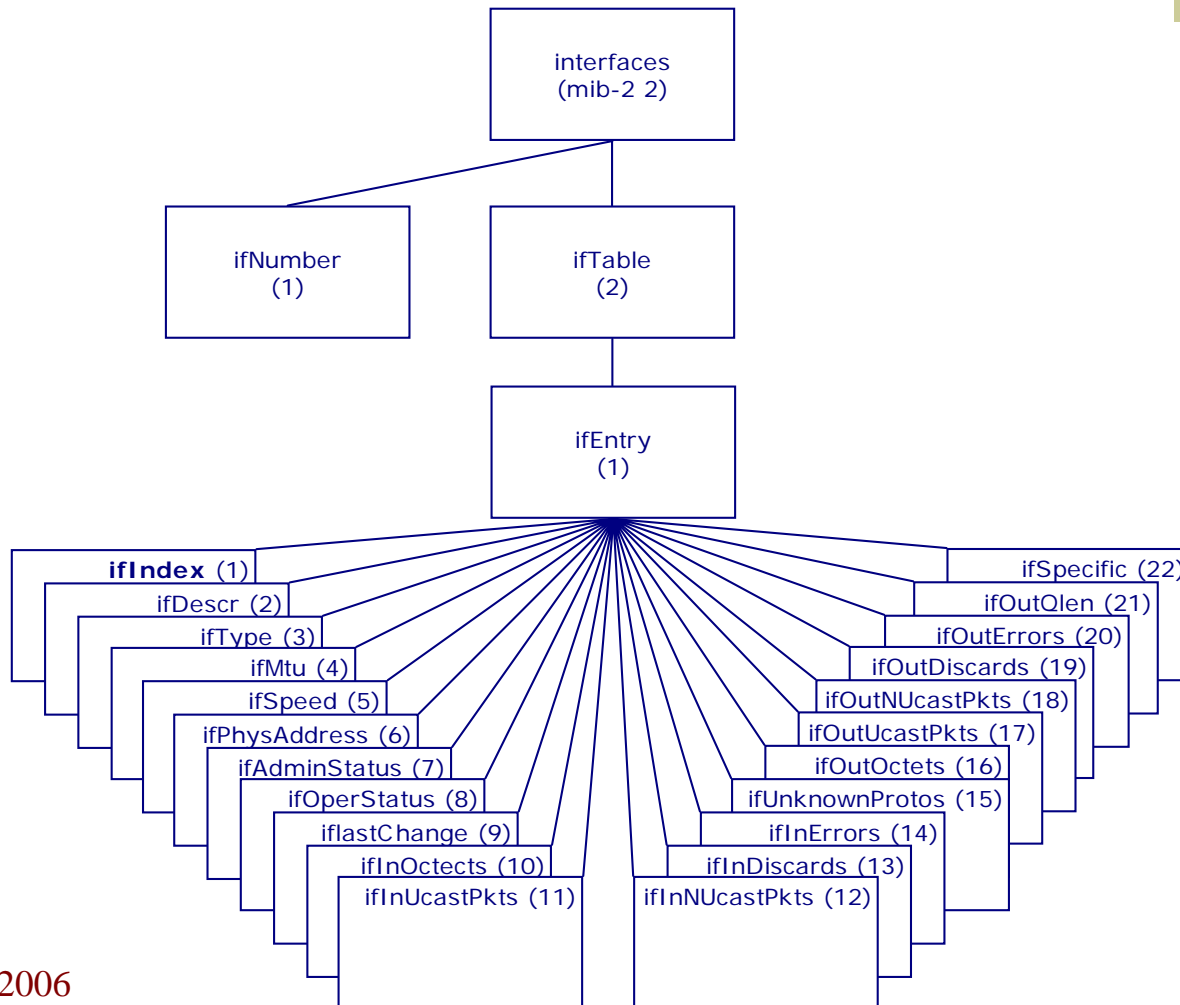 interfaces
(mib-2 2)
ifNumber
(1)
ifTable
(2)
ifEntry
(1)
ifIndex (1)
ifDescr (2)
ifType (3)
ifMtu (4)
ifSpeed (5)
ifPhysAddress (6)
ifAdminStatus (7)
ifOperStatus (8)
iflastChange (9)
ifInOctects (10)
ifInUcastPkts (11)
ifInNUcastPkts (12)
ifInDiscards (13)
ifInErrors (14)
ifUnknownProtos (15)
ifOutOctets (16)
ifOutUcastPkts (17)
ifOutNUcastPkts (18)
ifOutDiscards (19)
ifOutErrors (20)
ifOutQlen (21)
ifSpecific (22)
2006